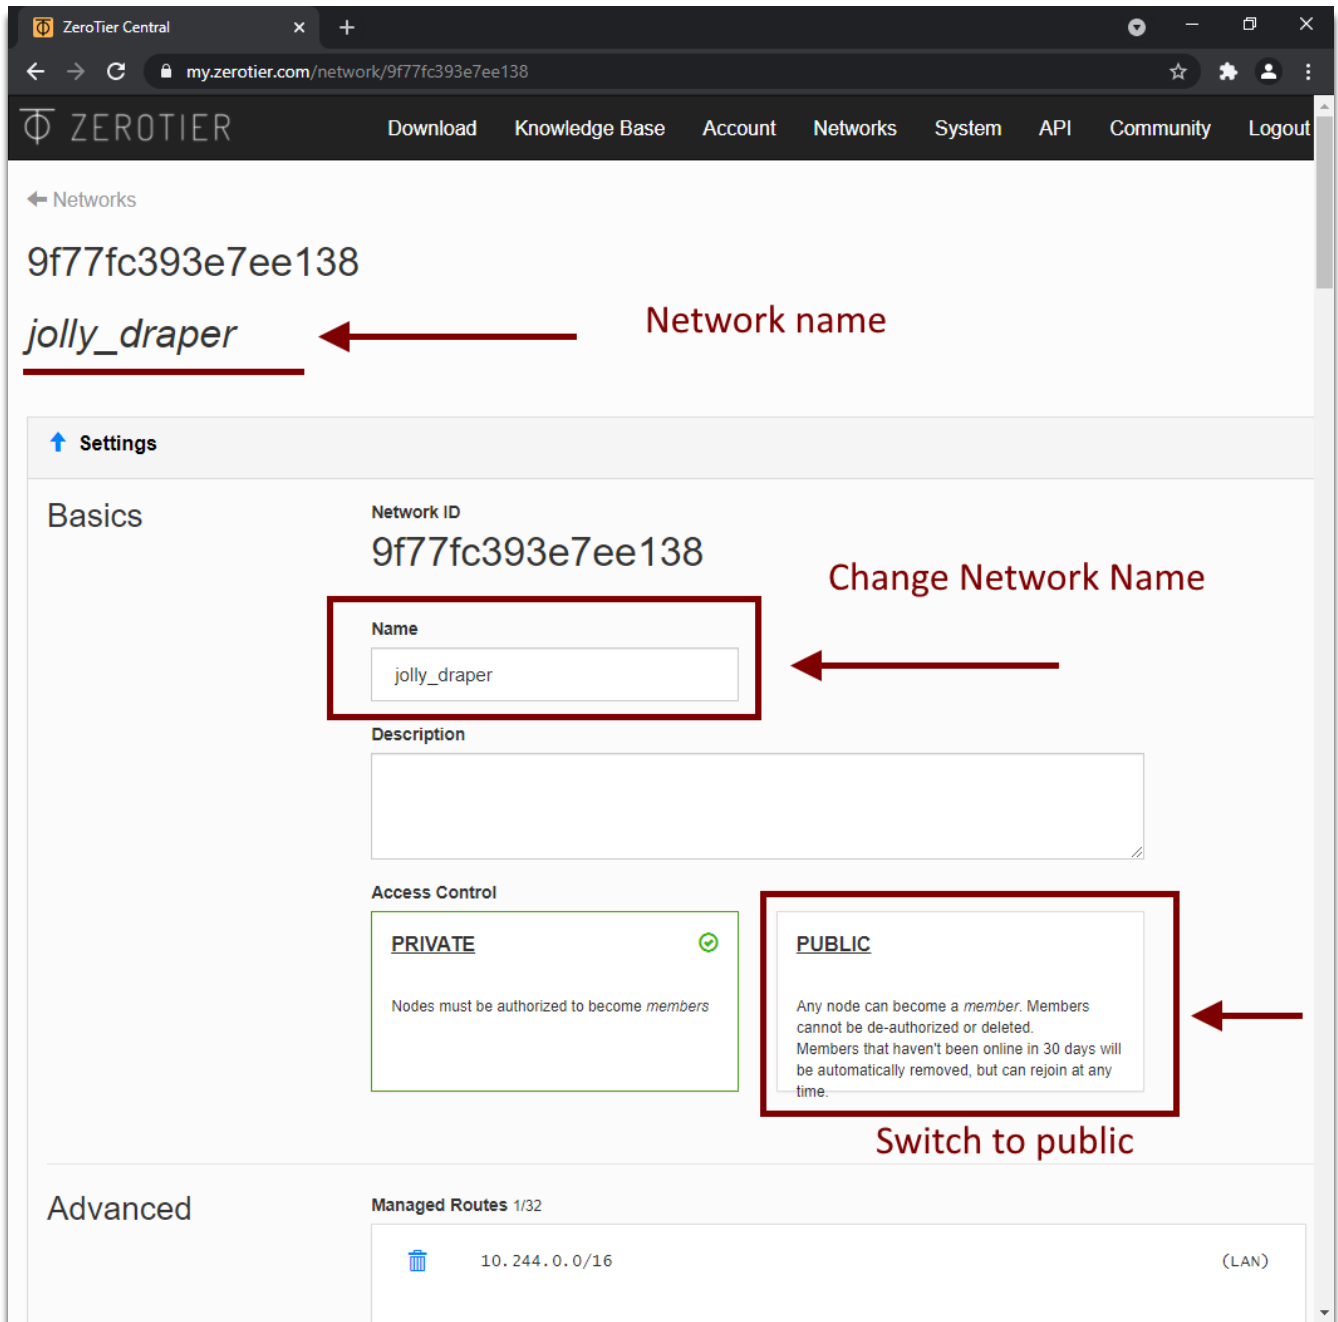 ZeroTier Central
my.zerotier.com/network/9f77fc393e7ee138
ZEROTIER Download Knowledge Base Account Networks System API Community Logout
Networks
9f77fc393e7ee138
jolly_draper
Network name
Settings
Basics
Network ID
9f77fc393e7ee138
Change Network Name
Name
jolly_draper
Description
Access Control
PRIVATE
Nodes must be authorized to become members
PUBLIC
Any node can become a member. Members
cannot be de-authorized or deleted.
Members that haven't been online in 30 days will
be automatically removed, but can rejoin at any
time.
Switch to public
Advanced
Managed Routes 1/32
10.244.0.0/16 (LAN)